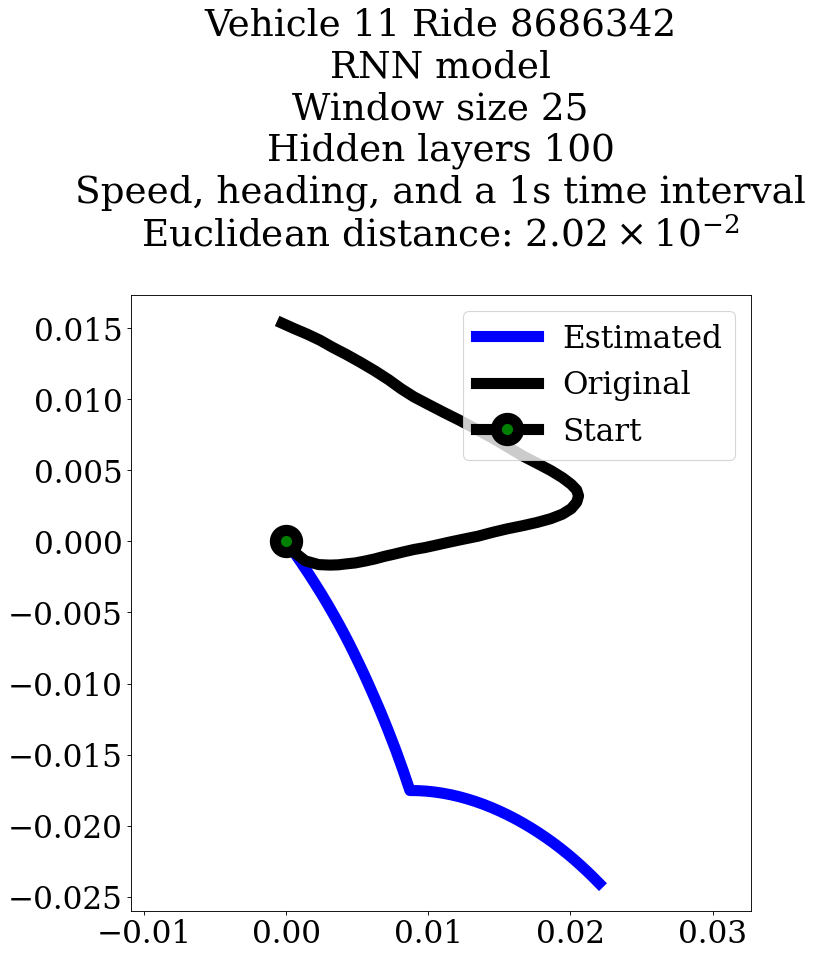 Vehicle 11 Ride 8686342
RNN model
Window size 25
Hidden layers 100
Speed, heading, and a 1s time interval
Euclidean distance: 2.02 × 10⁻²
Estimated
Original
Start
0.015
0.010
0.005
0.000
−0.005
−0.010
−0.015
−0.020
−0.025
−0.01 0.00 0.01 0.02 0.03